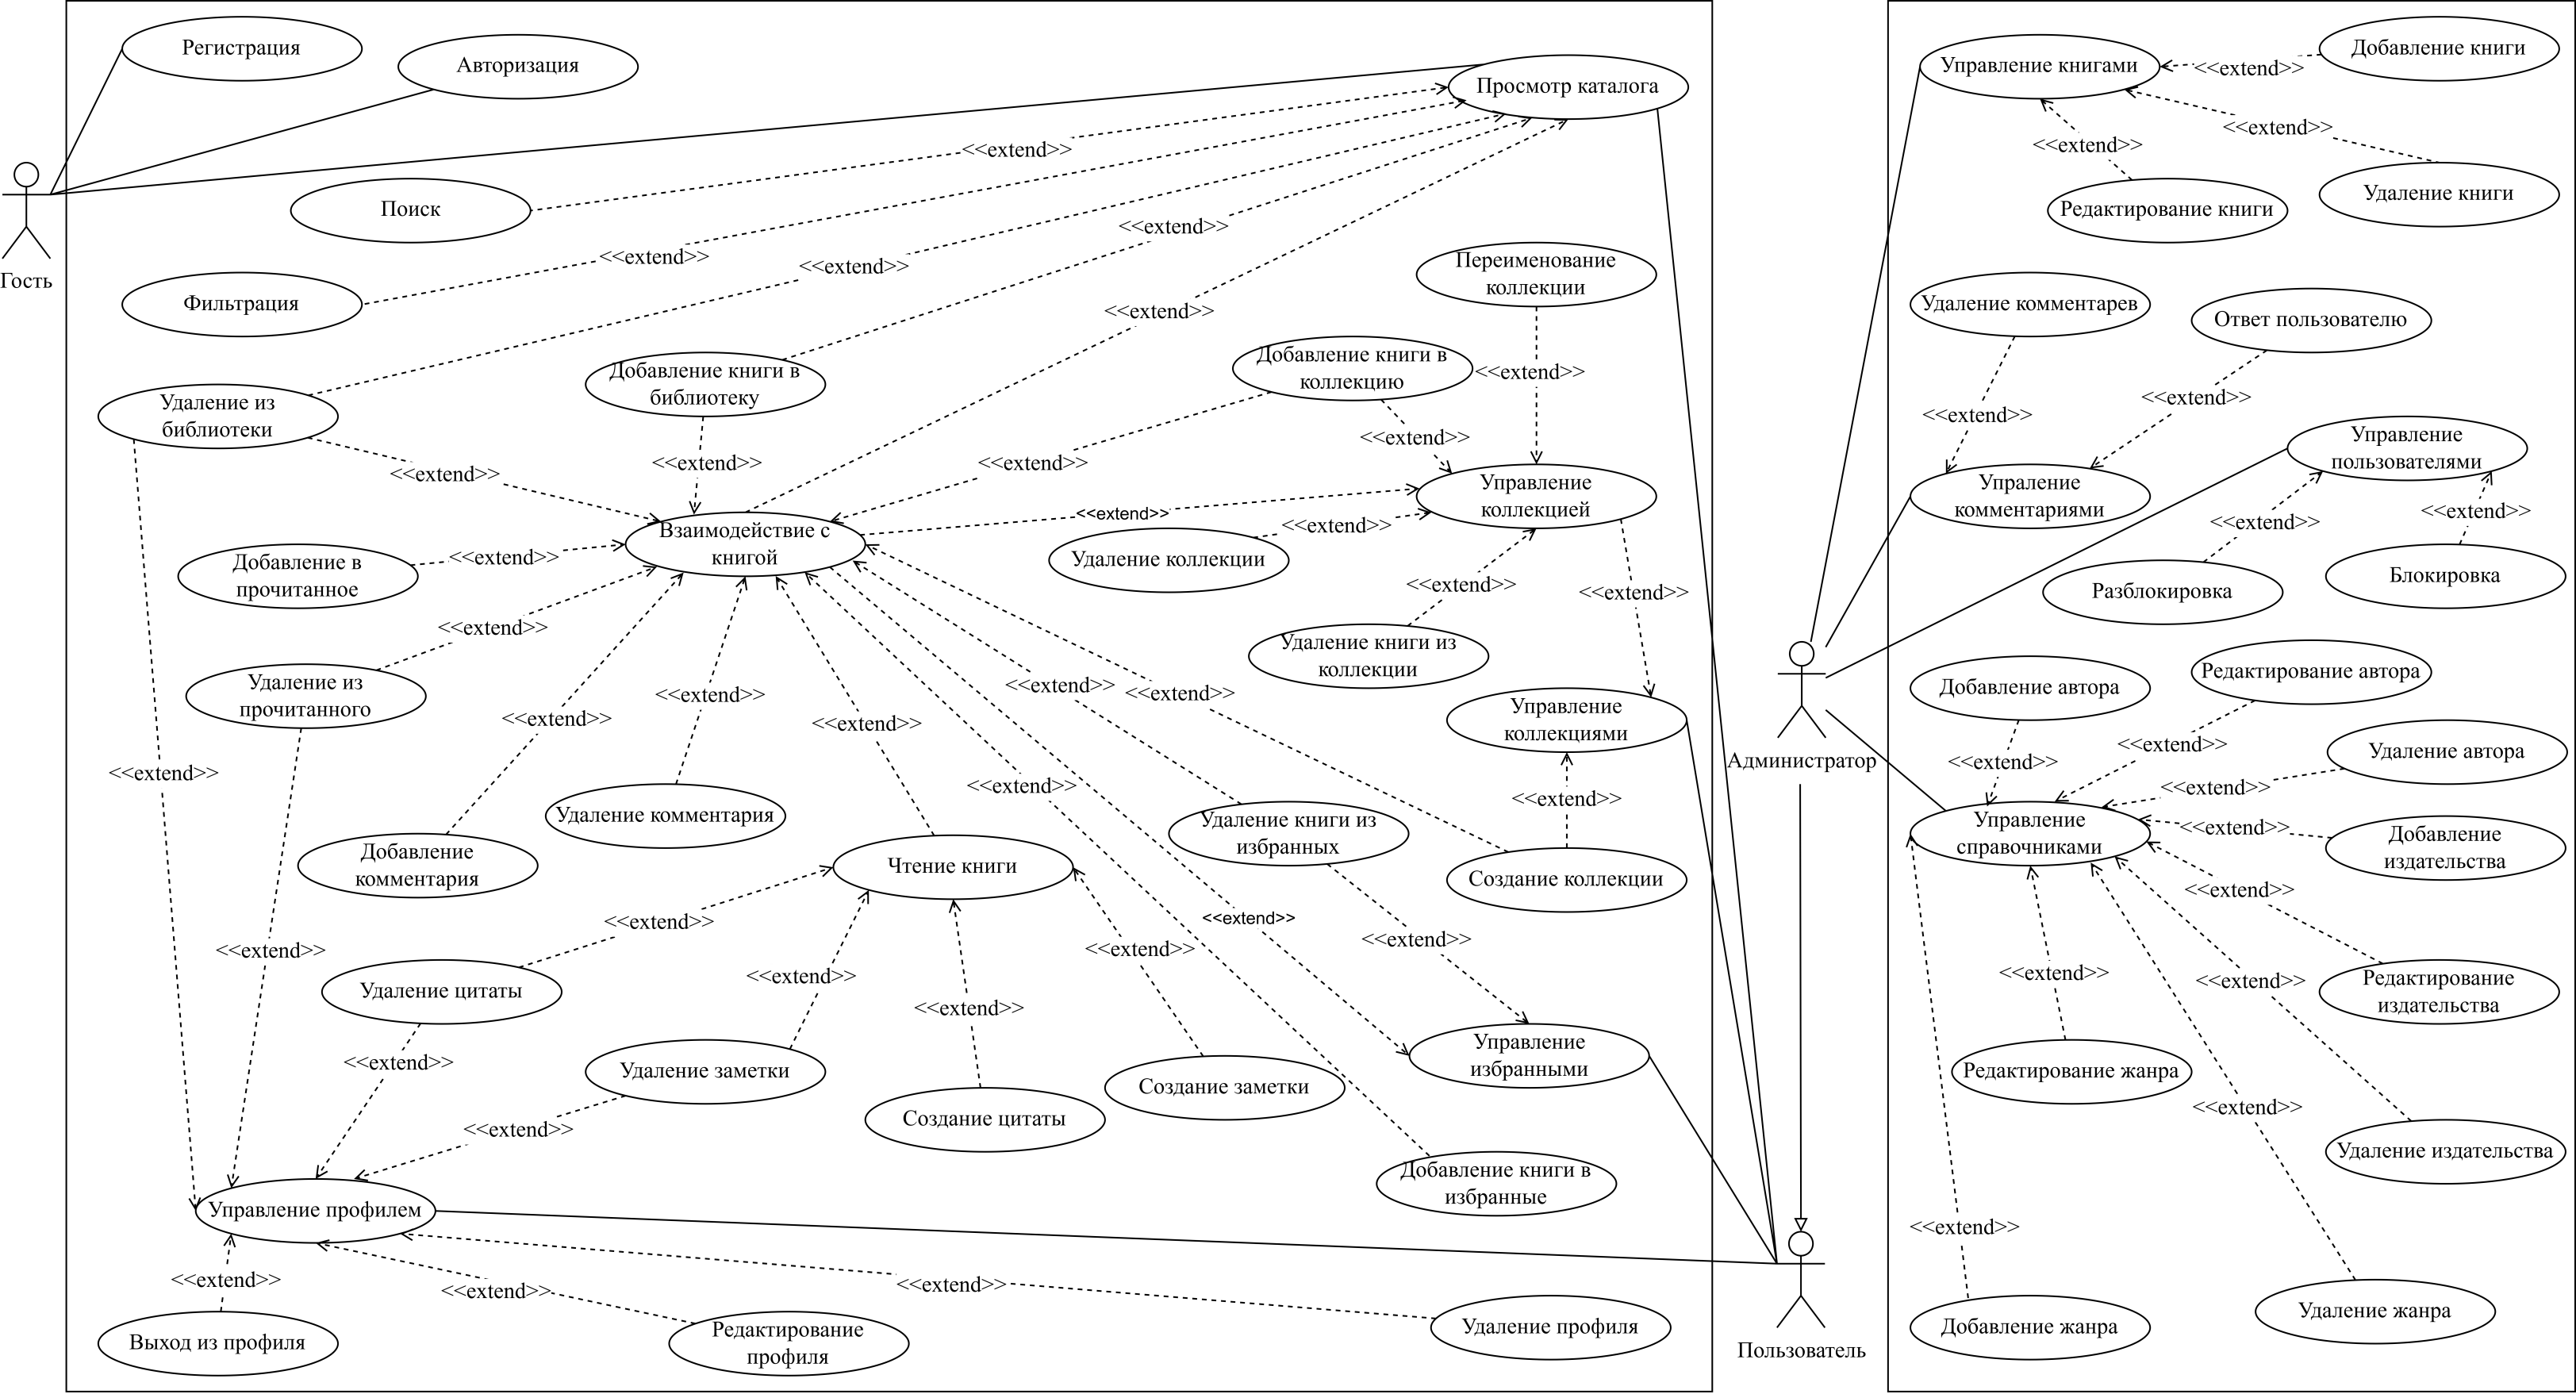 Регистрация
Авторизация
Просмотр каталога
Управление книгами
<<extend>>
Добавление книги
<<extend>>
<<extend>>
Удаление книги
Редактирование книги
<<extend>>
Поиск
<<extend>>
Гость
Фильтрация
<<extend>>
<<extend>>
<<extend>>
Переименование
коллекции
Удаление комментарев
Ответ пользователю
Добавление книги в
библиотеку
Добавление книги в
коллекцию
<<extend>>
<<extend>>
<<extend>>
Удаление из
библиотеки
<<extend>>
<<extend>>
<<extend>>
<<extend>>
Управление
пользователями
Взаимодействие с
книгой
<<extend>>
Управление
коллекцией
Упраление
комментариями
<<extend>>
<<extend>>
<<extend>>
Добавление в
прочитанное
<<extend>>
Удаление коллекции
<<extend>>
<<extend>>
Разблокировка
Блокировка
<<extend>>
Удаление книги из
коллекции
Удаление из
прочитанного
<<extend>>
<<extend>>
<<extend>>
<<extend>>
<<extend>>
Управление
коллекциями
Администратор
Добавление автора
Редактирование автора
<<extend>>
<<extend>>
Удаление автора
<<extend>>
<<extend>>
<<extend>>
<<extend>>
Удаление комментария
Добавление
комментария
Чтение книги
Удаление книги из
избранных
Создание коллекции
Управление
справочниками
<<extend>>
Добавление
издательства
<<extend>>
<<extend>>
<<extend>>
<<extend>>
<<extend>>
<<extend>>
Удаление цитаты
<<extend>>
<<extend>>
<<extend>>
<<extend>>
Редактирование
издательства
<<extend>>
Удаление заметки
Создание цитаты
Создание заметки
Управление
избранными
Редактирование жанра
<<extend>>
<<extend>>
Добавление книги в
избранные
Удаление издательства
Управление профилем
<<extend>>
<<extend>>
<<extend>>
<<extend>>
Выход из профиля
Редактирование
профиля
Удаление профиля
Пользователь
Добавление жанра
Удаление жанра